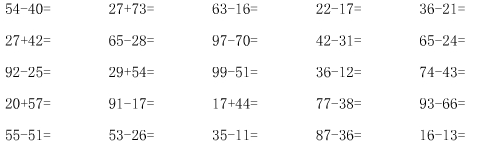 54-40= 27+73= 63-16= 22-17= 36-21=
27+42= 65-28= 97-70= 42-31= 65-24=
92-25= 29+54= 99-51= 36-12= 74-43=
20+57= 91-17= 17+44= 77-38= 93-66=
55-51= 53-26= 35-11= 87-36= 16-13=